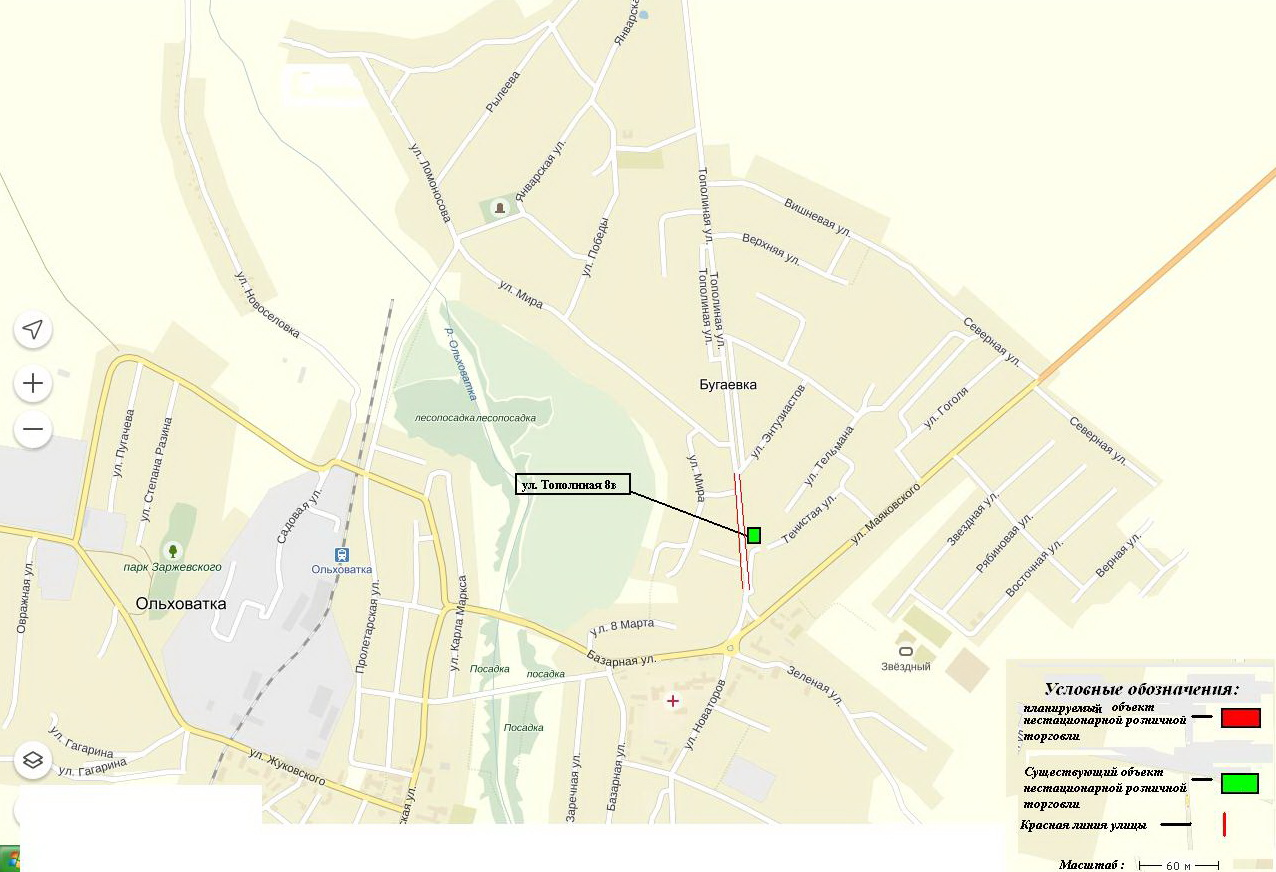 Январская
Рылеева
ул. Ломоносова
Январская ул.
Тополиная ул.
Вишневая ул.
ул. Победы
Верхняя ул.
ул. Новоселовка
ул. Мира
Тополиная ул.
Тополиная ул.
Северная ул.
р. Ольховатка
Бугаевка
лесопосадка лесопосадка
ул. Энтузиастов
ул. Гоголя
ул. Пугачева
ул. Степана Разина
ул. Тельмана
Северная ул.
ул. Мира
ул. Тополиная 8в
Садовая ул.
Тенистая ул.
ул. Маяковского
Звездная ул.
Рябиновая ул.
Восточная ул.
Верная ул.
парк Заржевского
Ольховатка
Овражная ул.
Ольховатка
Пролетарская ул.
ул. Карла Маркса
ул. 8 Марта
Базарная ул.
Звёздный
Посадка
посадка
Зеленая ул.
ул. Новаторов
Посадка
ул. Гагарина
ул. Гагарина
ул. Жуковского
ская ул.
Заречная ул.
Базарная ул.
Условные обозначения:
планируемый объект
нестационарной розничной
торговли
Существующий объект
нестационарной розничной
торговли
Красная линия улицы
Масштаб :
60 м